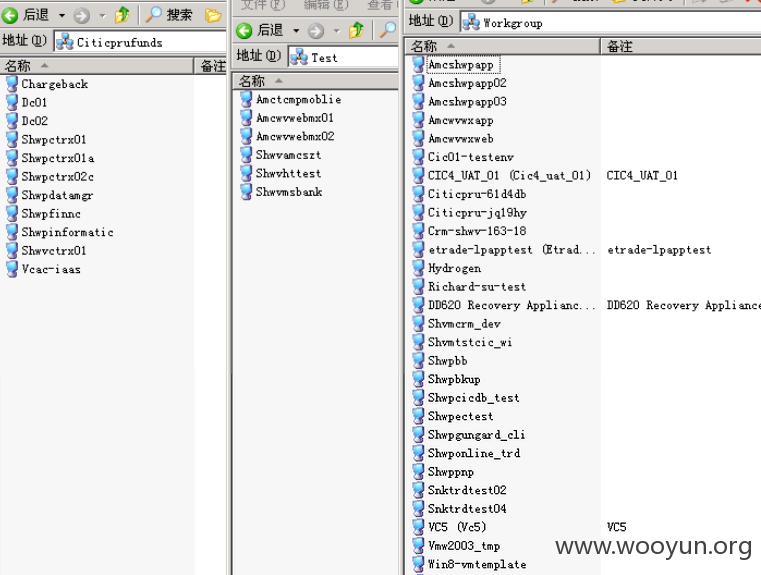 后退
搜索
地址(D)
Citicprufunds
名称
备注
Chargeback
Dc01
Dc02
Shwpctrx01
Shwpctrx01a
Shwpctrx02c
Shwpdatamgr
Shwpfinnc
Shwpinformatic
Shwvctrx01
Vcac-iaas
文件(F)
编辑(E)
后退
地址(D)
Test
名称
Amctcmpmoblie
Amcwvwebmx01
Amcwvwebmx02
Shwvamcszt
Shwvhttest
Shwvmsbank
地址(D)
Workgroup
名称
备注
Amcshwpapp
Amcshwpapp02
Amcshwpapp03
Amcvvwxapp
Amcvvwxweb
Cic01-testenv
CIC4_UAT_01 (Cic4_uat_01) CIC4_UAT_01
Citicpru-61d4db
Citicpru-jq19hy
Crm-shwv-163-18
etrade-lpapptest (Etrad... etrade-lpapptest
Hydrogen
Richard-su-test
DD620 Recovery Applianc... DD620 Recovery Appliance
Shvmcrm_dev
Shvmtstcic_wi
Shwpbb
Shwpbkup
Shwpcicdb_test
Shwpectest
Shwpgungard_cli
Shwponline_trd
Shwppnp
Snktrdtest02
Snktrdtest04
VC5 (Vc5) VC5
Vmw2003_tmp
Win8-vmtemplate
www.wooyun.org